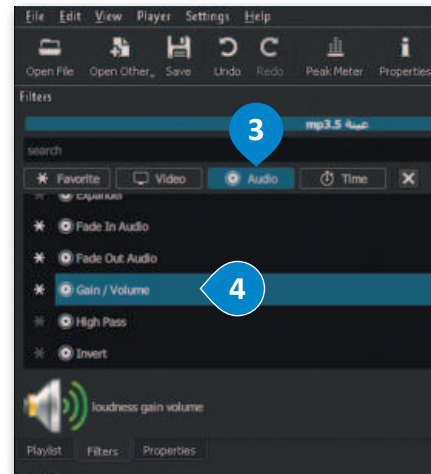 File Edit View Player Settings Help
Open File Open Other Save Undo Redo Peak Meter Properties
Filters
3
عينة mp3.5
search
Favorite Video Audio Time X
Expander
Fade In Audio
Fade Out Audio
Gain / Volume
4
High Pass
Invert
loudness gain volume
Playlist Filters Properties